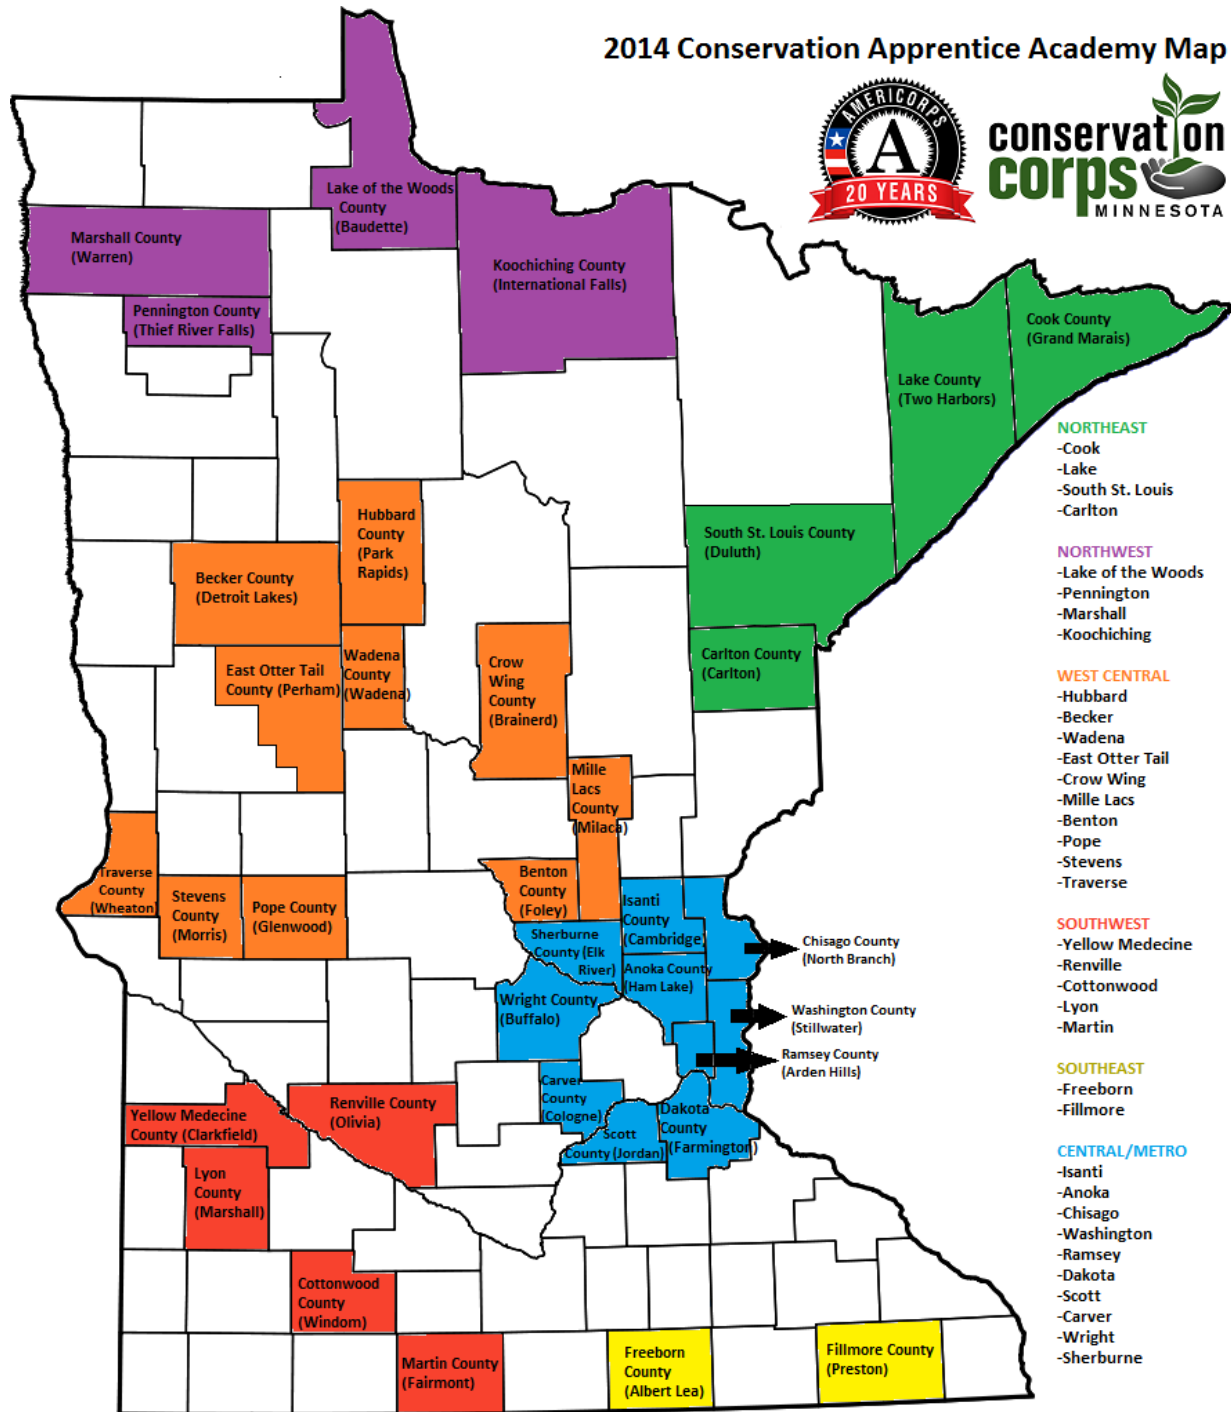 2014 Conservation Apprentice Academy Map
AMERICORPS
A
20 YEARS
conservation
corps
MINNESOTA
Lake of the Woods
County
(Baudette)
Marshall County
(Warren)
Koochiching County
(International Falls)
Pennington County
(Thief River Falls)
Cook County
(Grand Marais)
Lake County
(Two Harbors)
Hubbard
County
(Park
Rapids)
South St. Louis County
(Duluth)
Becker County
(Detroit Lakes)
East Otter Tail
County (Perham)
Wadena
County
(Wadena)
Crow
Wing
County
(Brainerd)
Carlton County
(Carlton)
Mille
Lacs
County
(Milaca)
Traverse
County
(Wheaton)
Stevens
County
(Morris)
Pope County
(Glenwood)
Benton
County
(Foley)
Isanti
County
(Cambridge)
Sherburne
County (Elk
River)
Anoka County
(Ham Lake)
Chisago County
(North Branch)
Wright County
(Buffalo)
Washington County
(Stillwater)
Ramsey County
(Arden Hills)
Carver
County
(Cologne)
Dakota
County
(Farmington)
Scott
County (Jordan)
Renville County
(Olivia)
Yellow Medecine
County (Clarkfield)
Lyon
County
(Marshall)
Cottonwood
County
(Windom)
Martin County
(Fairmont)
Freeborn
County
(Albert Lea)
Fillmore County
(Preston)
NORTHEAST
-Cook
-Lake
-South St. Louis
-Carlton
NORTHWEST
-Lake of the Woods
-Pennington
-Marshall
-Koochiching
WEST CENTRAL
-Hubbard
-Becker
-Wadena
-East Otter Tail
-Crow Wing
-Mille Lacs
-Benton
-Pope
-Stevens
-Traverse
SOUTHWEST
-Yellow Medecine
-Renville
-Cottonwood
-Lyon
-Martin
SOUTHEAST
-Freeborn
-Fillmore
CENTRAL/METRO
-Isanti
-Anoka
-Chisago
-Washington
-Ramsey
-Dakota
-Scott
-Carver
-Wright
-Sherburne